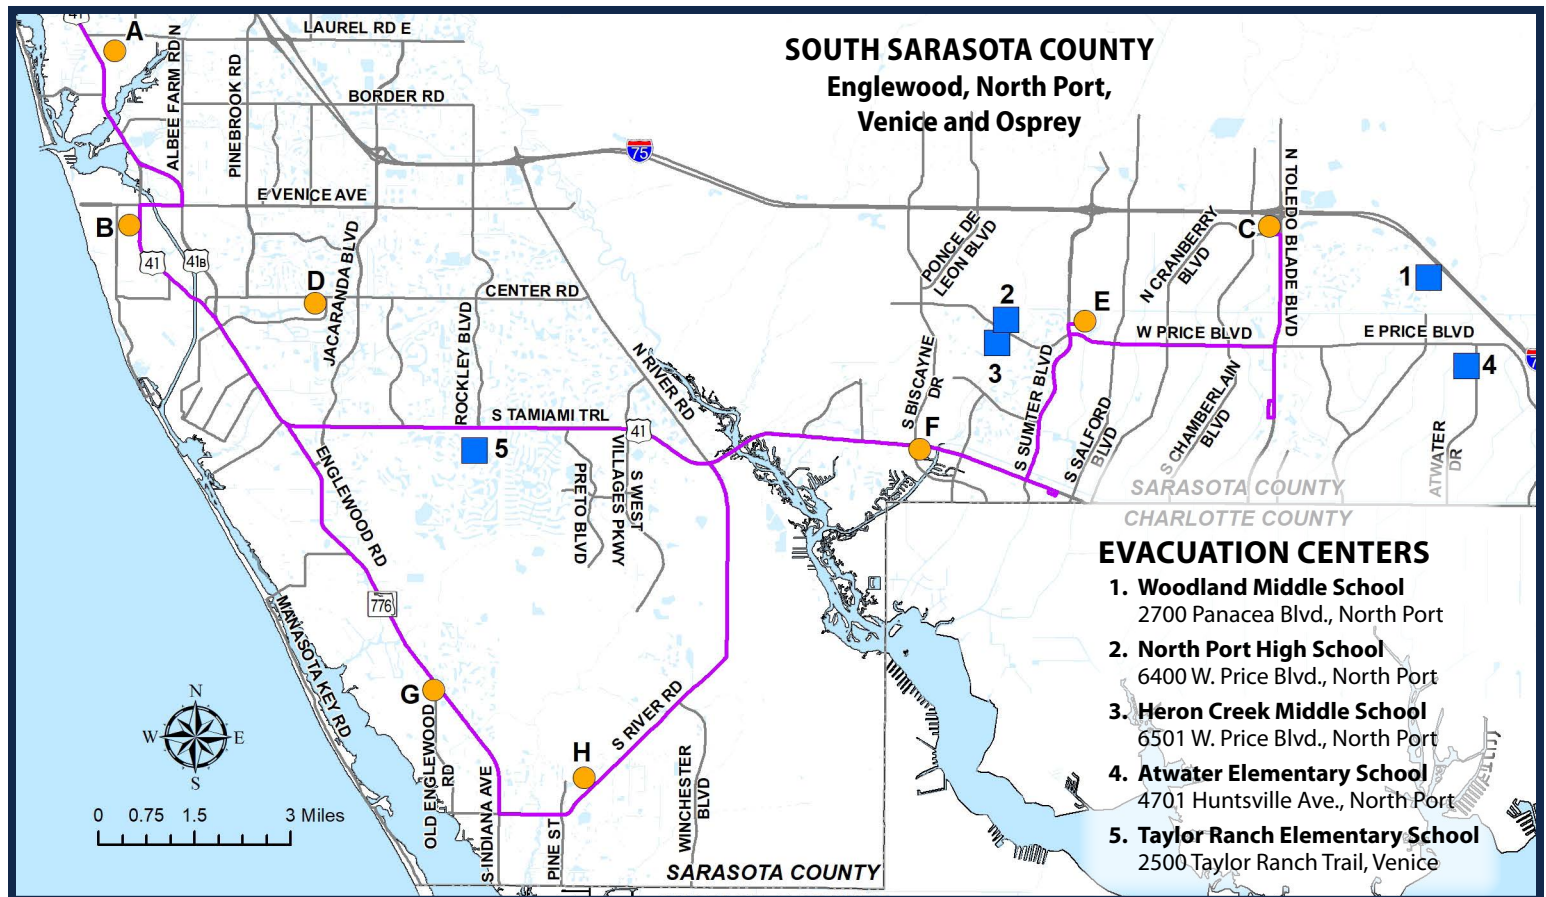 41
A
LAUREL RD E
ALBEE FARM RD N
PINEBROOK RD
BORDER RD
SOUTH SARASOTA COUNTY
Englewood, North Port,
Venice and Osprey
75
E VENICE AVE
B
41
41B
D
JACARANDA BLVD
CENTER RD
ROCKLEY BLVD
N RIVER RD
PONCE DE
LEON BLVD
N CRANBERRY
BLVD
C
N TOLEDO BLADE BLVD
1
2
3
E
W PRICE BLVD
E PRICE BLVD
4
S BISCAYNE
DR
S SUMTER BLVD
S SALFORD
BLVD
S CHAMBERLAIN
BLVD
ATWATER
DR
F
S TAMIAMI TRL
41
5
ENGLEWOOD RD
PRETO BLVD
S WEST
VILLAGES PKWY
SARASOTA COUNTY
CHARLOTTE COUNTY
776
MANASOTA KEY RD
G
OLD ENGLEWOOD
RD
S INDIANA AVE
H
PINE ST
S RIVER RD
WINCHESTER
BLVD
SARASOTA COUNTY
N
W
E
S
0 0.75 1.5 3 Miles
EVACUATION CENTERS
1. Woodland Middle School
2700 Panacea Blvd., North Port
2. North Port High School
6400 W. Price Blvd., North Port
3. Heron Creek Middle School
6501 W. Price Blvd., North Port
4. Atwater Elementary School
4701 Huntsville Ave., North Port
5. Taylor Ranch Elementary School
2500 Taylor Ranch Trail, Venice